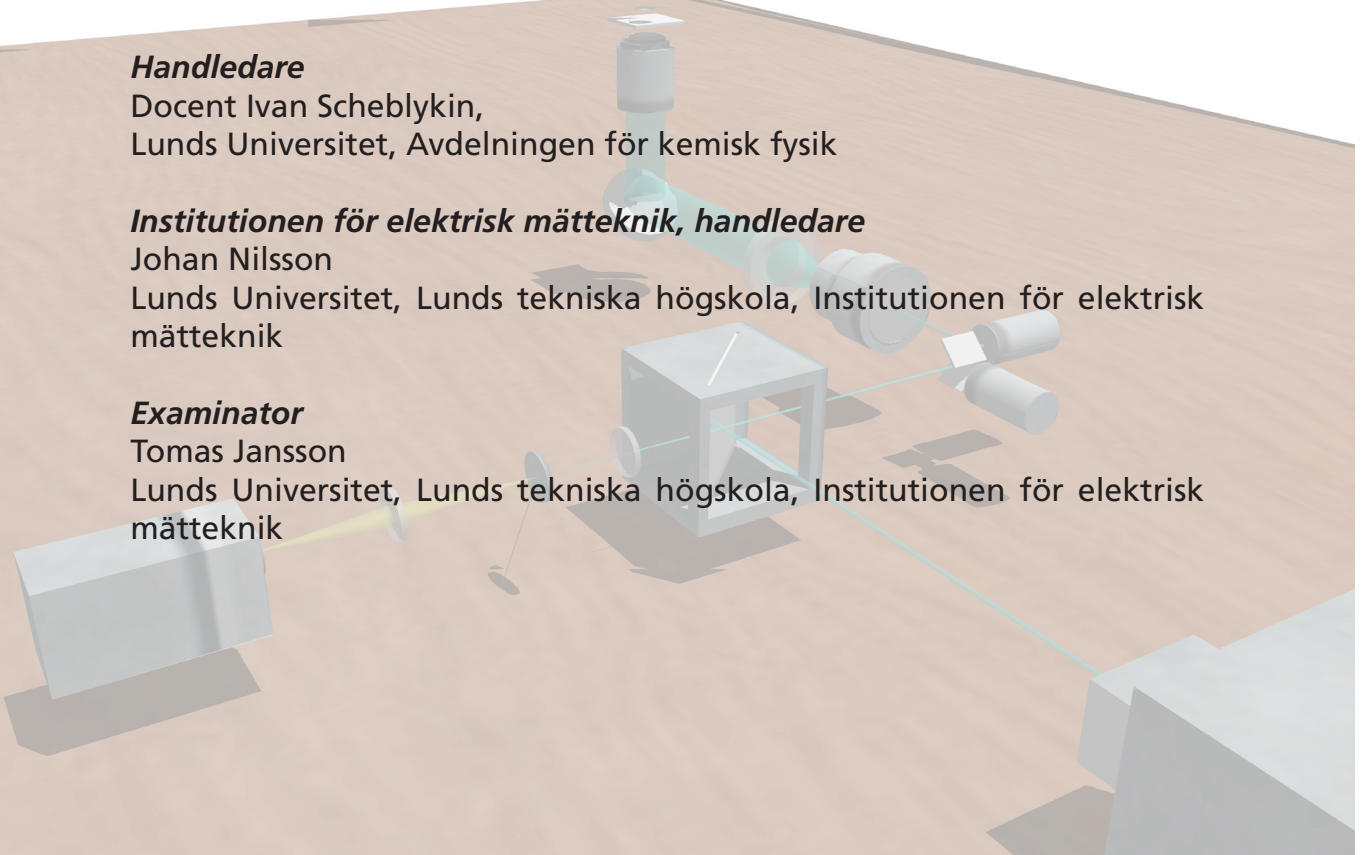 Handledare
Docent Ivan Scheblykin,
Lunds Universitet, Avdelningen för kemisk fysik
Institutionen för elektrisk mätteknik, handledare
Johan Nilsson
Lunds Universitet, Lunds tekniska högskola, Institutionen för elektrisk
mätteknik
Examinator
Tomas Jansson
Lunds Universitet, Lunds tekniska högskola, Institutionen för elektrisk
mätteknik